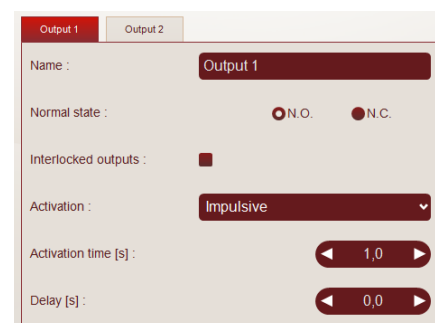 Output 1 Output 2
Name : Output 1
Normal state : N.O. N.C.
Interlocked outputs :
Activation : Impulsive
Activation time [s] : 1,0
Delay [s] : 0,0